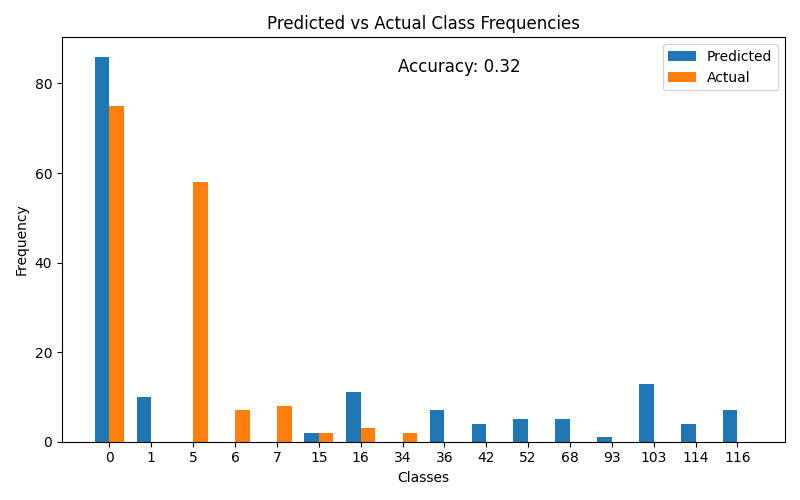 Predicted vs Actual Class Frequencies
Accuracy: 0.32
Predicted
Actual
Frequency
80
60
40
20
0
0 1 5 6 7 15 16 34 36 42 52 68 93 103 114 116
Classes